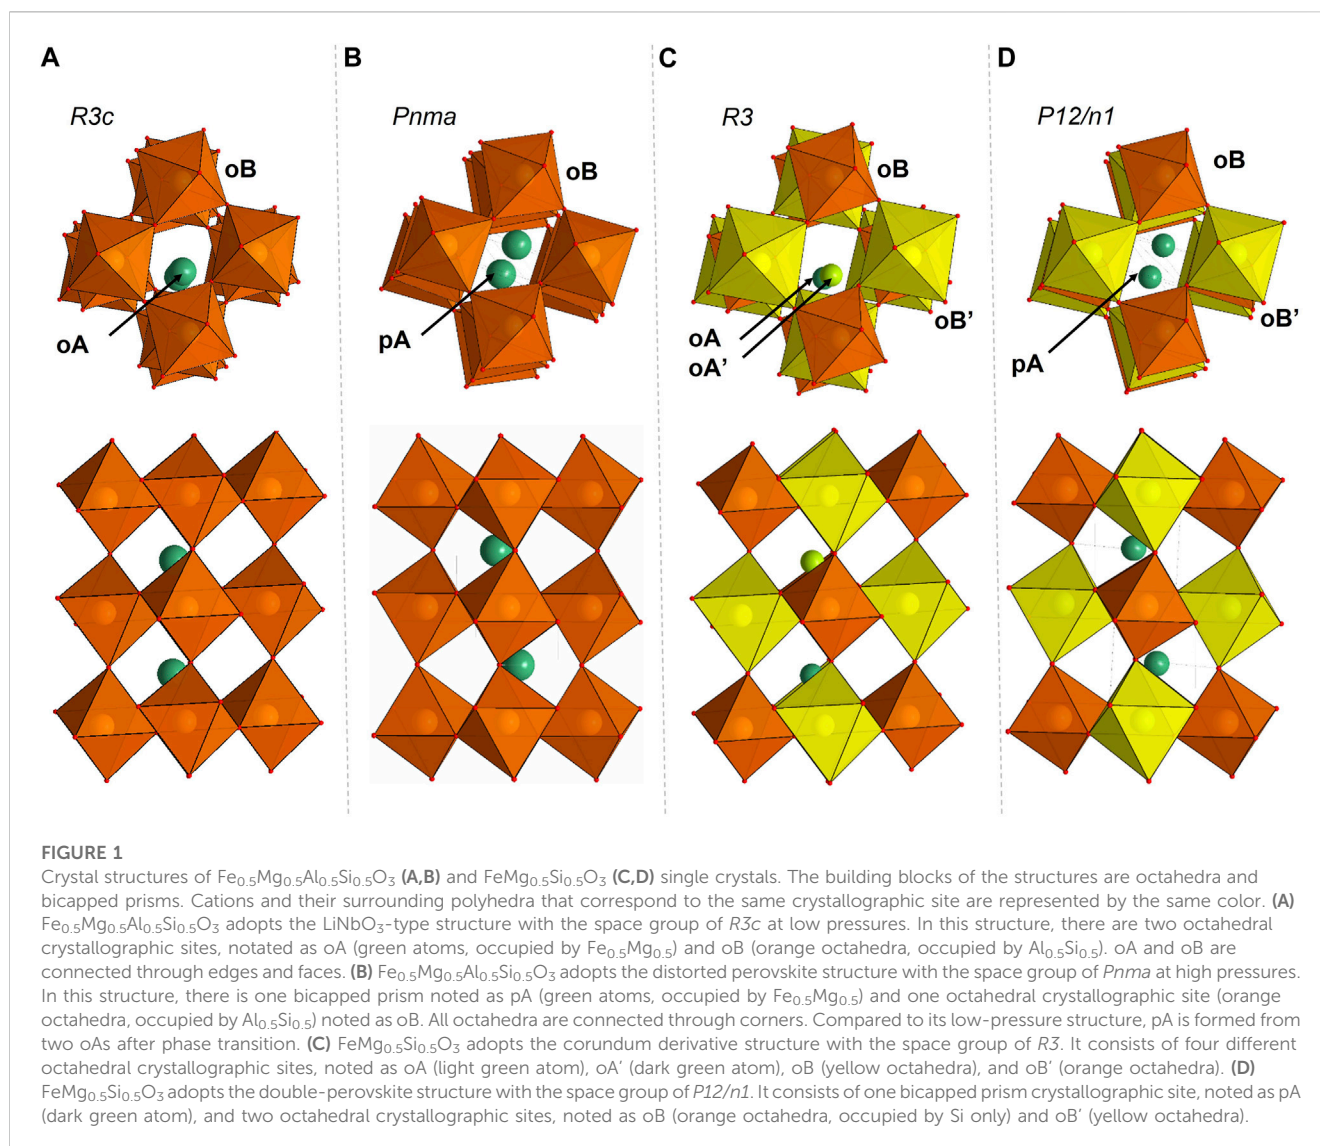 A
B
C
D
R3c
Pnma
R3
P12/n1
oB
oB
oB
oB
oA
pA
oA
oA’
oB’
pA
oB’
FIGURE 1
Crystal structures of Fe₀.₅Mg₀.₅Al₀.₅Si₀.₅O₃ (A,B) and FeMg₀.₅Si₀.₅O₃ (C,D) single crystals. The building blocks of the structures are octahedra and
bicapped prisms. Cations and their surrounding polyhedra that correspond to the same crystallographic site are represented by the same color. (A)
Fe₀.₅Mg₀.₅Al₀.₅Si₀.₅O₃ adopts the LiNbO₃-type structure with the space group of R3c at low pressures. In this structure, there are two octahedral
crystallographic sites, notated as oA (green atoms, occupied by Fe₀.₅Mg₀.₅) and oB (orange octahedra, occupied by Al₀.₅Si₀.₅). oA and oB are
connected through edges and faces. (B) Fe₀.₅Mg₀.₅Al₀.₅Si₀.₅O₃ adopts the distorted perovskite structure with the space group of Pnma at high pressures.
In this structure, there is one bicapped prism noted as pA (green atoms, occupied by Fe₀.₅Mg₀.₅) and one octahedral crystallographic site (orange
octahedra, occupied by Al₀.₅Si₀.₅) noted as oB. All octahedra are connected through corners. Compared to its low-pressure structure, pA is formed from
two oAs after phase transition. (C) FeMg₀.₅Si₀.₅O₃ adopts the corundum derivative structure with the space group of R3. It consists of four different
octahedral crystallographic sites, noted as oA (light green atom), oA’ (dark green atom), oB (yellow octahedra), and oB’ (orange octahedra). (D)
FeMg₀.₅Si₀.₅O₃ adopts the double-perovskite structure with the space group of P12/n1. It consists of one bicapped prism crystallographic site, noted as pA
(dark green atom), and two octahedral crystallographic sites, noted as oB (orange octahedra, occupied by Si only) and oB’ (yellow octahedra).